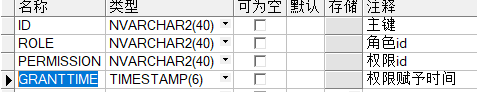 名称 类型 可为空 默认 存储 注释
ID NVARCHAR2(40) 主键
ROLE NVARCHAR2(40) 角色id
PERMISSION NVARCHAR2(40) 权限id
GRANTTIME TIMESTAMP(6) 权限赋予时间